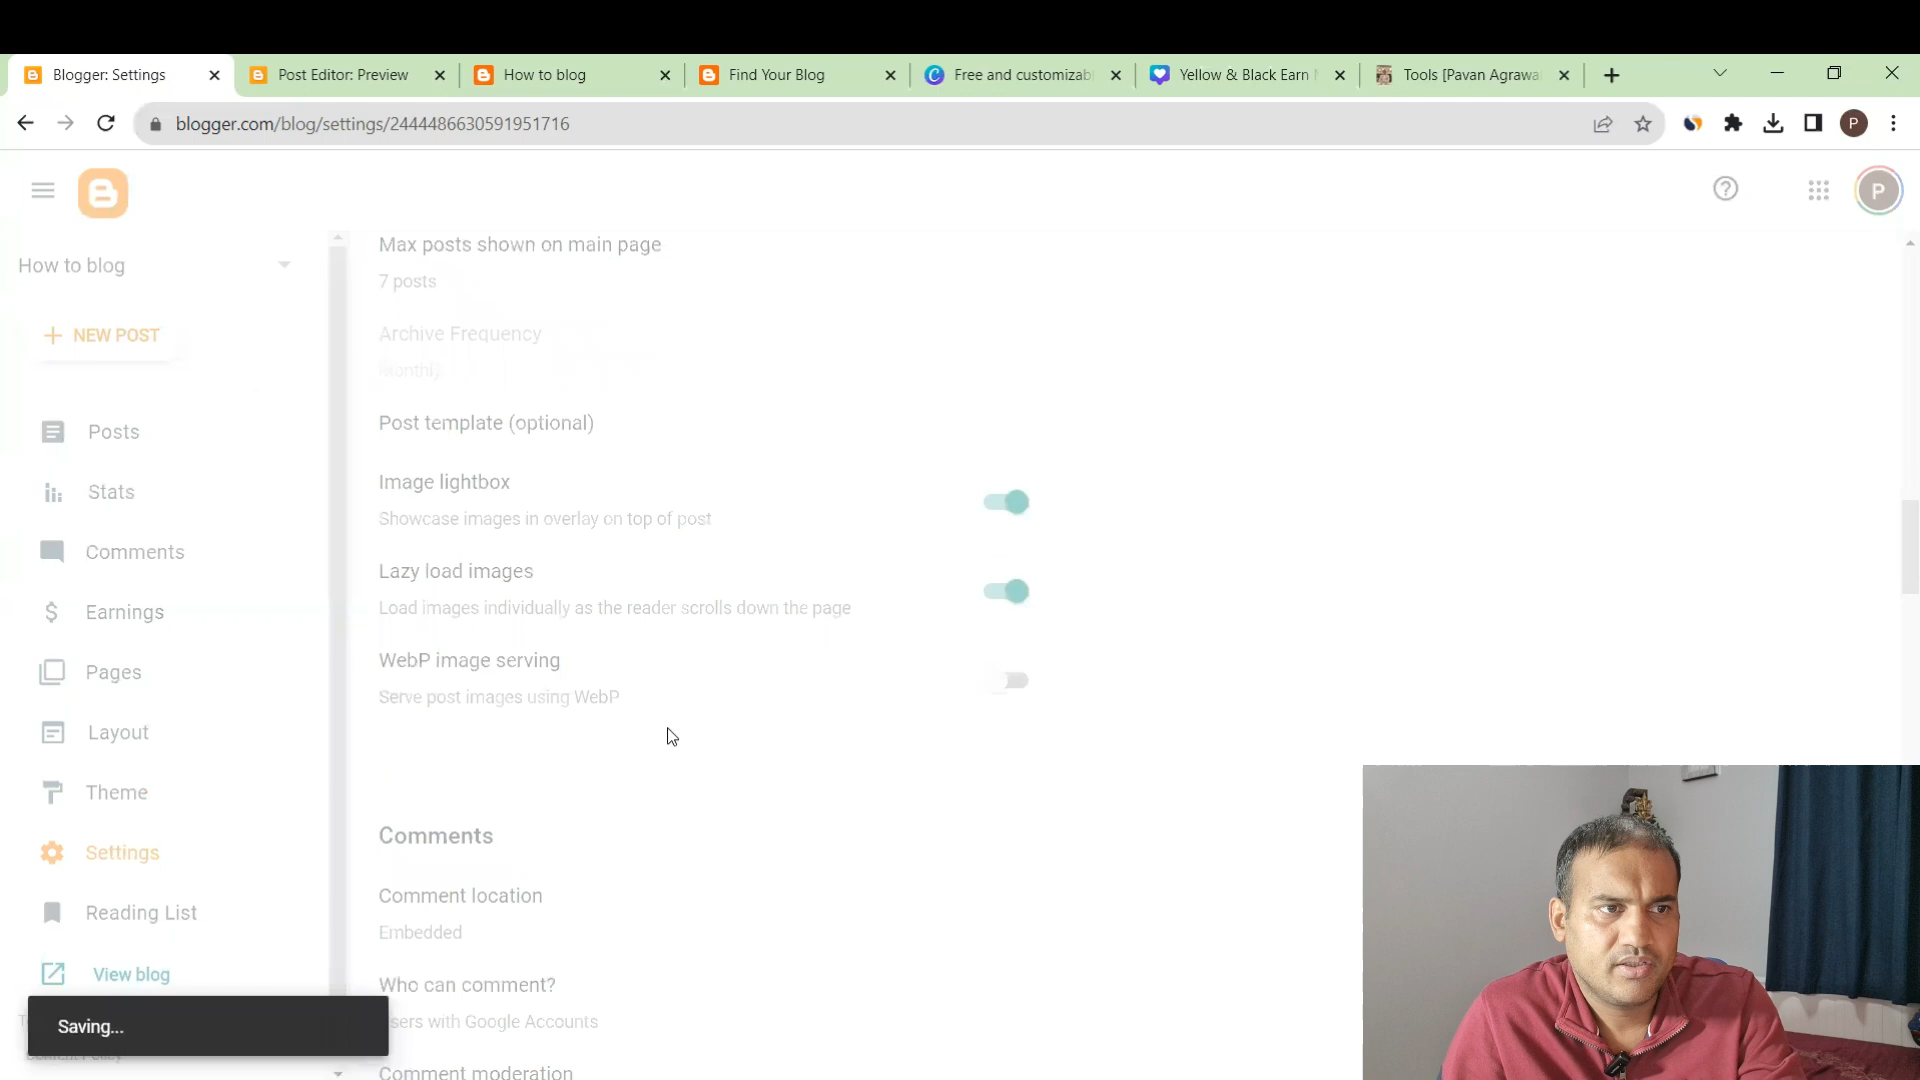 Blogger: Settings
Post Editor: Preview
How to blog
Find Your Blog
Free and customizab
Yellow & Black Earn
Tools [Pavan Agrawa
blogger.com/blog/settings/2444486630591951716
P
P
How to blog
NEW POST
Posts
Stats
Comments
Earnings
Pages
Layout
Theme
Settings
Reading List
View blog
Saving...
Content Policy
Max posts shown on main page
7 posts
Archive Frequency
Monthly
Post template (optional)
Image lightbox
Showcase images in overlay on top of post
Lazy load images
Load images individually as the reader scrolls down the page
WebP image serving
Serve post images using WebP
Comments
Comment location
Embedded
Who can comment?
sers with Google Accounts
Comment moderation